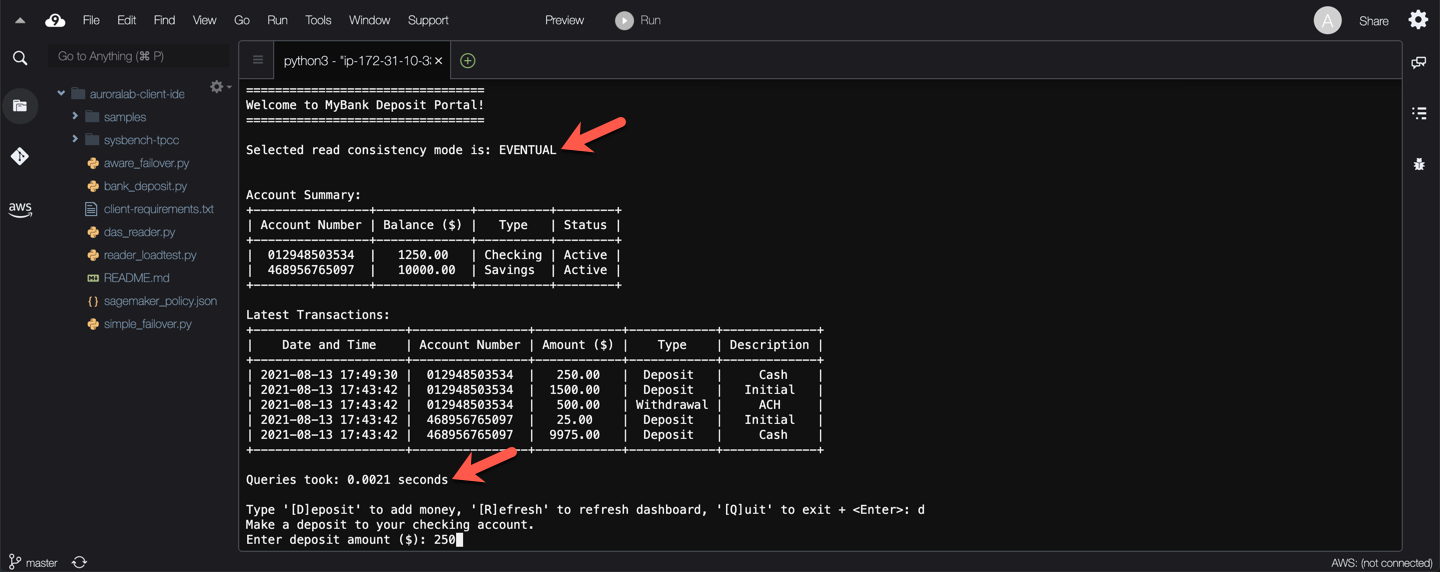 9 File Edit Find View Go Run Tools Window Support Preview Run A Share
Go to Anything (⌘ P)
python3 - "ip-172-31-10-3
auroralab-client-ide
samples
sysbench-tpcc
aware_failover.py
bank_deposit.py
client-requirements.txt
das_reader.py
reader_loadtest.py
README.md
sagemaker_policy.json
simple_failover.py
aws
=================================
Welcome to MyBank Deposit Portal!
=================================
Selected read consistency mode is: EVENTUAL
Account Summary:
+----------------+-------------+----------+--------+
| Account Number | Balance ($) |   Type   | Status |
+----------------+-------------+----------+--------+
|  012948503534  |   1250.00   | Checking | Active |
|  468956765097  |   10000.00  | Savings  | Active |
+----------------+-------------+----------+--------+
Latest Transactions:
+---------------------+----------------+-------------+------------+-------------+
|    Date and Time    | Account Number | Amount ($) |    Type    | Description |
+---------------------+----------------+-------------+------------+-------------+
| 2021-08-13 17:49:30 |  012948503534  |   250.00   |  Deposit   |     Cash    |
| 2021-08-13 17:43:42 |  012948503534  |  1500.00   |  Deposit   |   Initial   |
| 2021-08-13 17:43:42 |  012948503534  |   500.00   | Withdrawal |     ACH     |
| 2021-08-13 17:43:42 |  468956765097  |   25.00    |  Deposit   |   Initial   |
| 2021-08-13 17:43:42 |  468956765097  |  9975.00   |  Deposit   |     Cash    |
+---------------------+----------------+-------------+------------+-------------+
Queries took: 0.0021 seconds
Type '[D]eposit' to add money, '[R]efresh' to refresh dashboard, '[Q]uit' to exit + <Enter>: d
Make a deposit to your checking account.
Enter deposit amount ($): 250
master
AWS: (not connected)